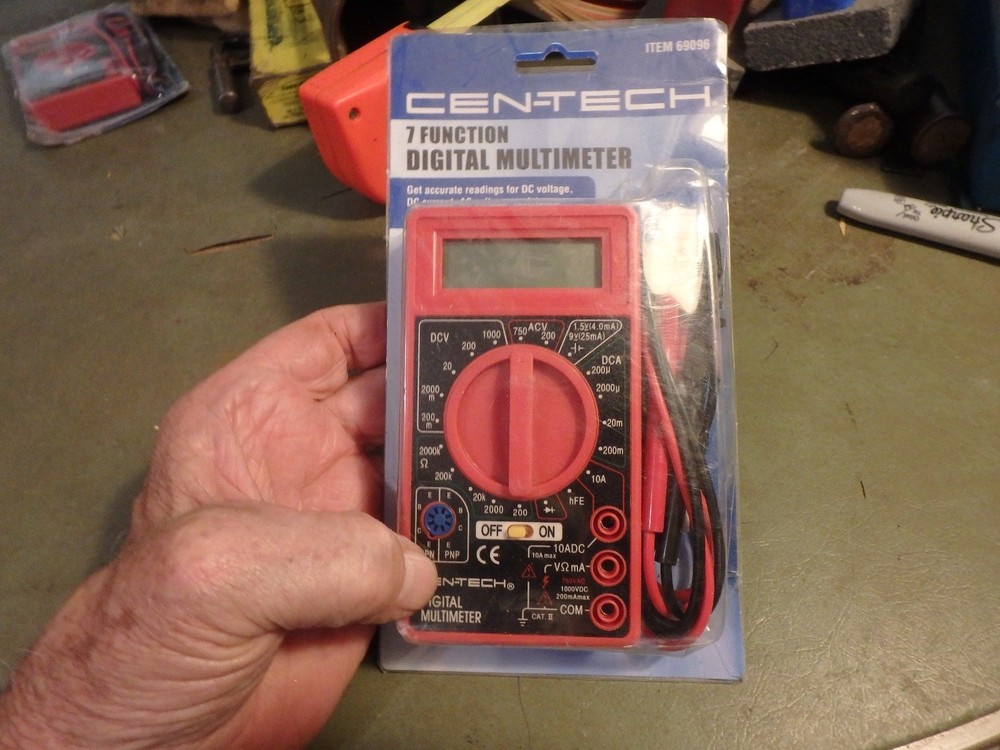 ITEM 69096
CEN-TECH
7 FUNCTION
DIGITAL MULTIMETER
Get accurate readings for DC voltage,
DCV
1000
750
ACV
200
1.5V(4.0mA)
9V(25mA)
200
DCA
20
200µ
2000
m
2000µ
200
m
20m
2000k
200m
Ω
200k
10A
20k
2000
200
hFE
E
E
B
B
C
C
E
E
PN
PNP
OFF
ON
CE
10ADC
10A max
VΩmA
750VAC
1000VDC
200mAmax
COM
CAT. II
EN-TECH®
IGITAL
MULTIMETER
Sharpie